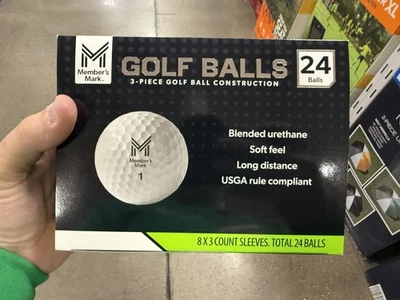 M
Member's
Mark™
GOLF BALLS
3-PIECE GOLF BALL CONSTRUCTION
24
Balls
M
Member's
Mark
1
Blended urethane
Soft feel
Long distance
USGA rule compliant
8 X 3 COUNT SLEEVES. TOTAL 24 BALLS